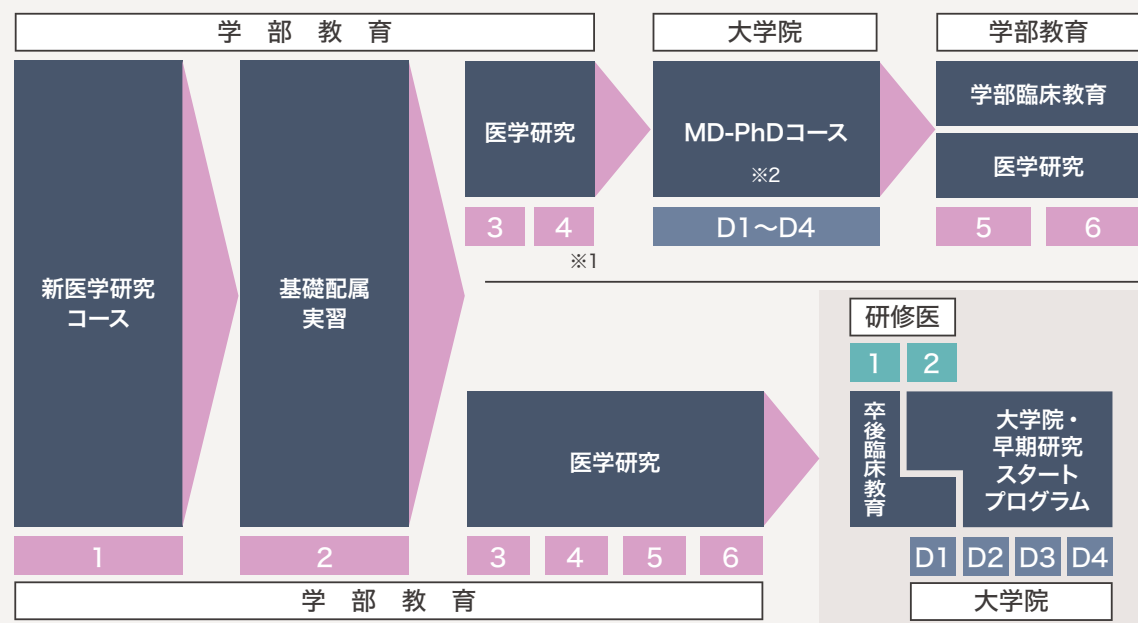 学部教育
大学院
学部教育
新医学研究
コース
基礎配属
実習
医学研究
3
4
※1
MD-PhDコース
※2
D1〜D4
学部臨床教育
医学研究
5
6
研修医
1
2
医学研究
卒後臨床教育
大学院・
早期研究
スタート
プログラム
1
2
3
4
5
6
D1
D2
D3
D4
学部教育
大学院